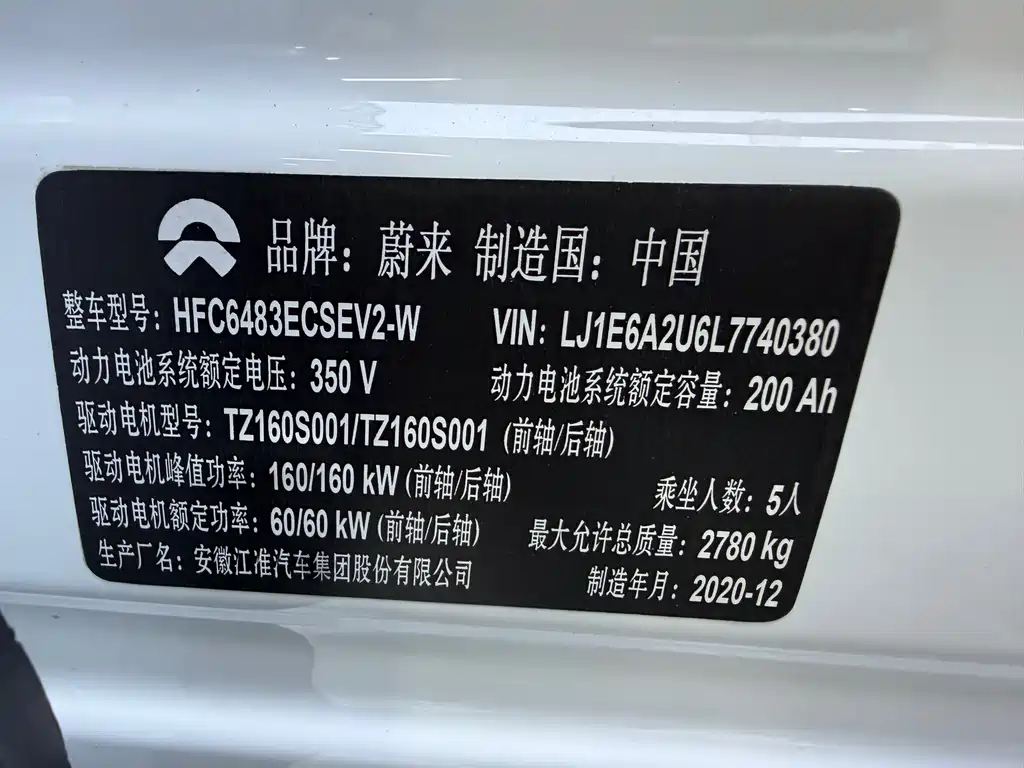 品牌：蔚来 制造国：中国
整车型号：HFC6483ECSEV2-W VIN：LJ1E6A2U6L7740380
动力电池系统额定电压：350 V 动力电池系统额定容量：200 Ah
驱动电机型号：TZ160S001/TZ160S001 (前轴/后轴)
驱动电机峰值功率：160/160 kW (前轴/后轴) 乘坐人数：5人
驱动电机额定功率：60/60 kW (前轴/后轴) 最大允许总质量：2780 kg
生产厂名：安徽江淮汽车集团股份有限公司 制造年月：2020-12